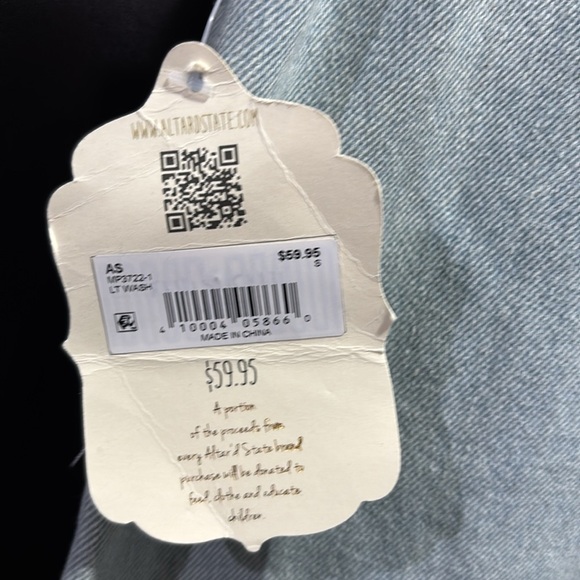 WWW.ALTARDSTATE.COM
AS $59.95
MP3722-1 S
LT WASH
4 10004 05866 0
MADE IN CHINA
$59.95
A portion
of the proceeds from
every Altar'd State brand
purchase will be donated to
feed, clothe and educate
children.